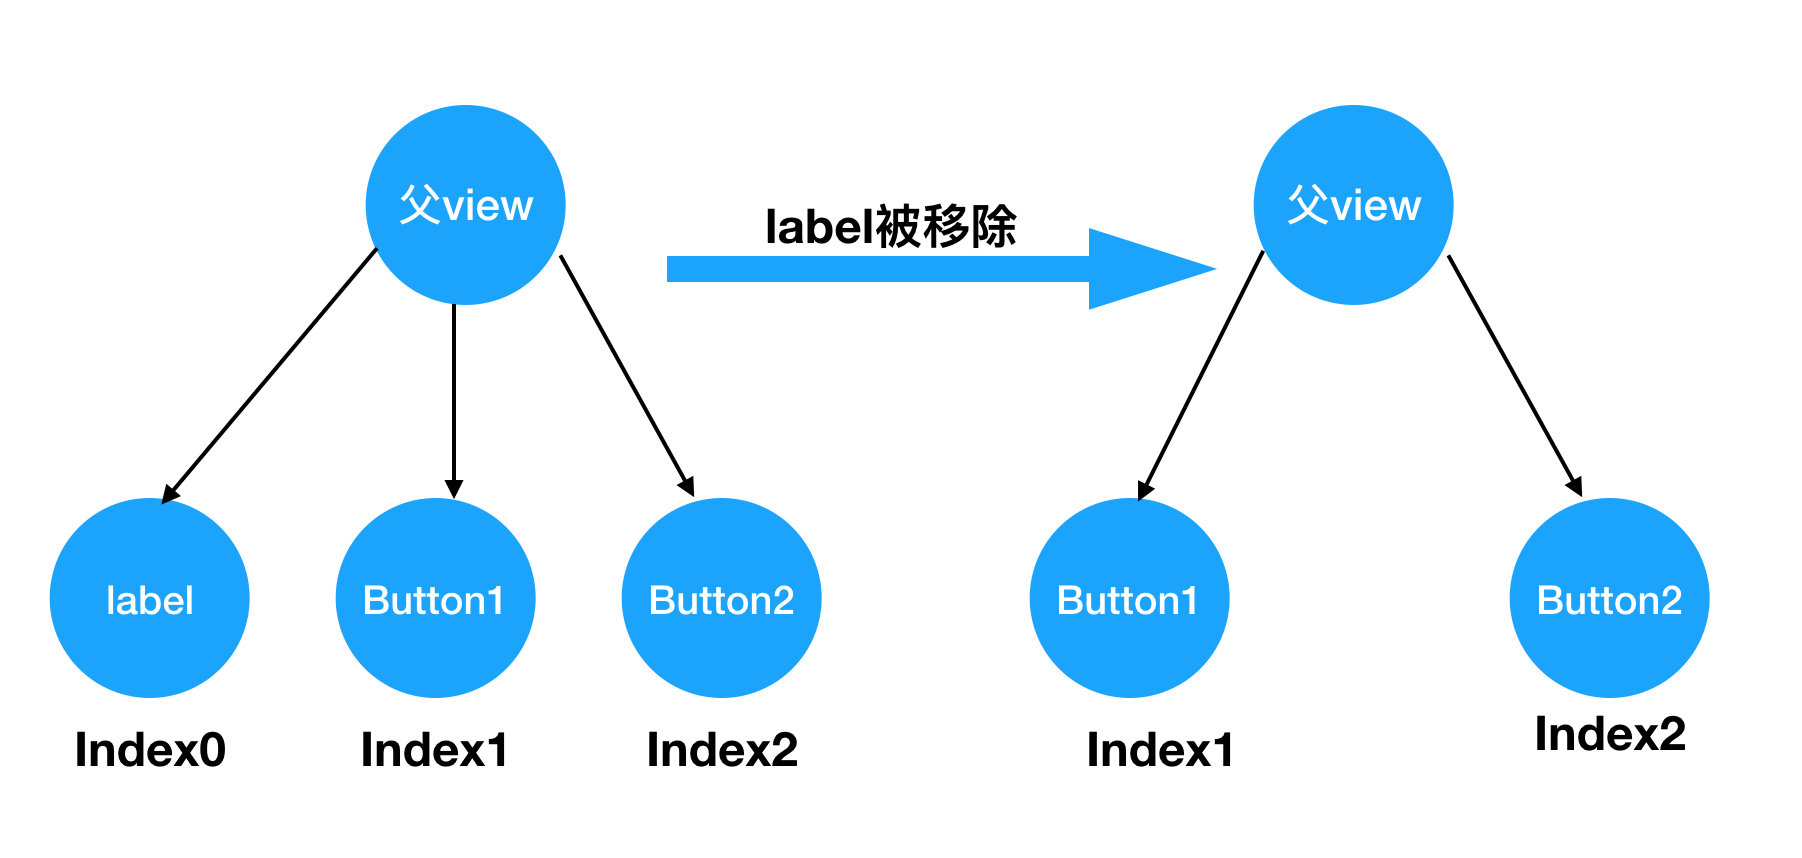 父view
label被移除
父view
label
Button1
Button2
Button1
Button2
Index0
Index1
Index2
Index1
Index2